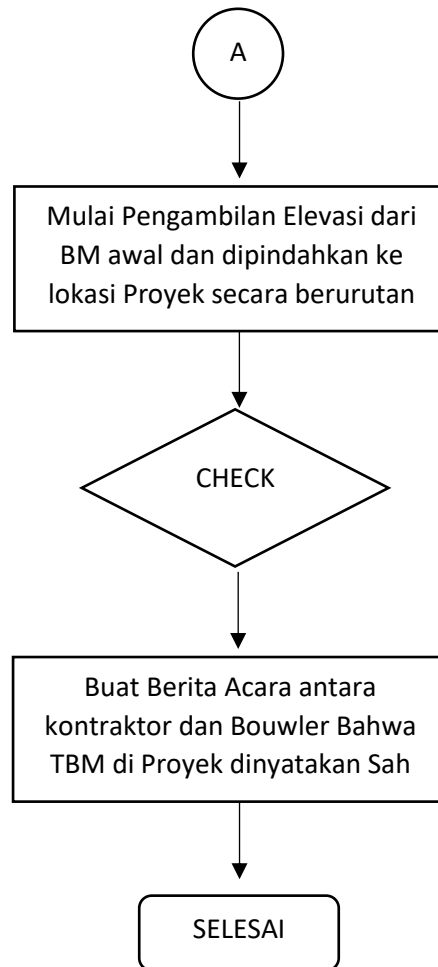 A
Mulai Pengambilan Elevasi dari
BM awal dan dipindahkan ke
lokasi Proyek secara berurutan
CHECK
Buat Berita Acara antara
kontraktor dan Bouwler Bahwa
TBM di Proyek dinyatakan Sah
SELESAI